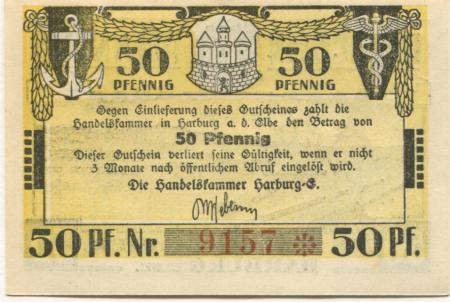 50 50
PFENNIG PFENNIG
Gegen Einlieferung dieses Gutscheines zahlt die
Handelskammer in Harburg a. d. Elbe den Betrag von
50 Pfennig
Dieser Gutschein verliert seine Gültigkeit, wenn er nicht
3 Monate nach öffentlichem Abruf eingelöst wird.
Die Handelskammer Harburg-E.
50 Pf. Nr. 9157 * 50 Pf.